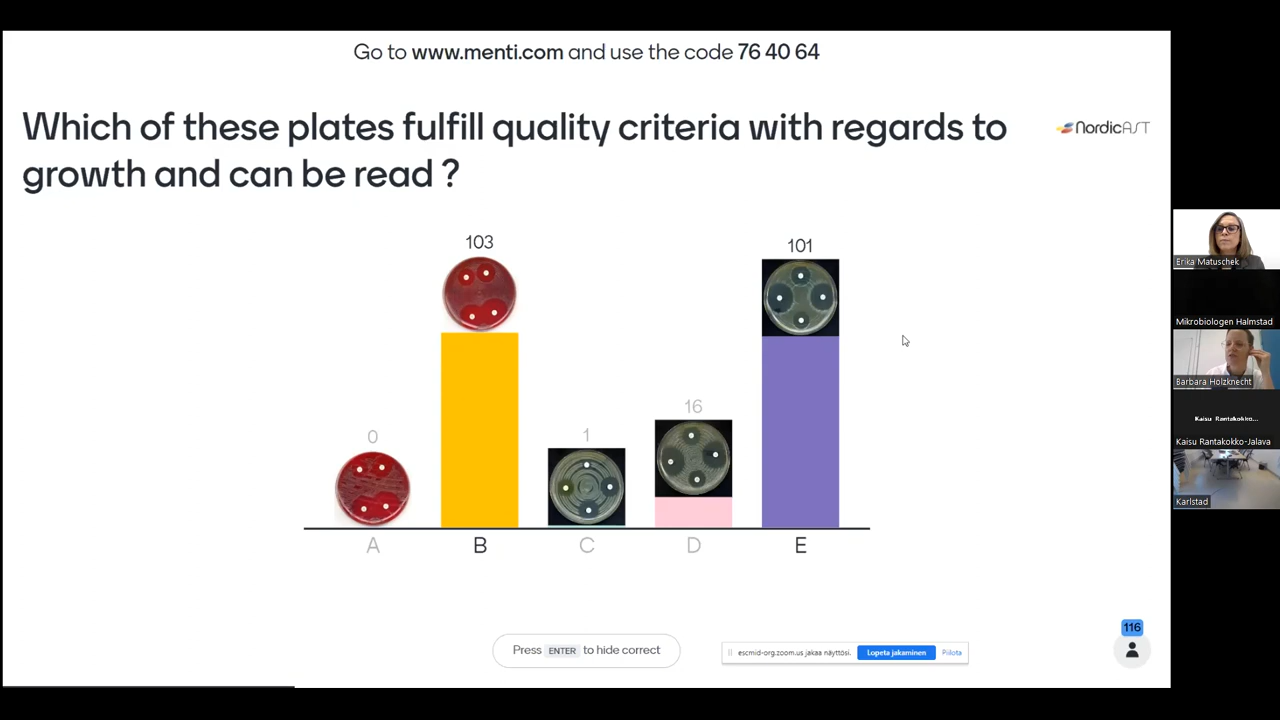 Go to www.menti.com and use the code 76 40 64
Which of these plates fulfill quality criteria with regards to
growth and can be read ?
NordicAST
103
101
16
0
1
A
B
C
D
E
Press ENTER to hide correct
escmid-org.zoom.us jakaa näyttösi.
Lopeta jakaminen
Piilota
116
Erika Matuschek
Mikrobiologen Halmstad
Barbara Holzknecht
Kaisu Rantakokko-...
Kaisu Rantakokko-Jalava
Karlstad